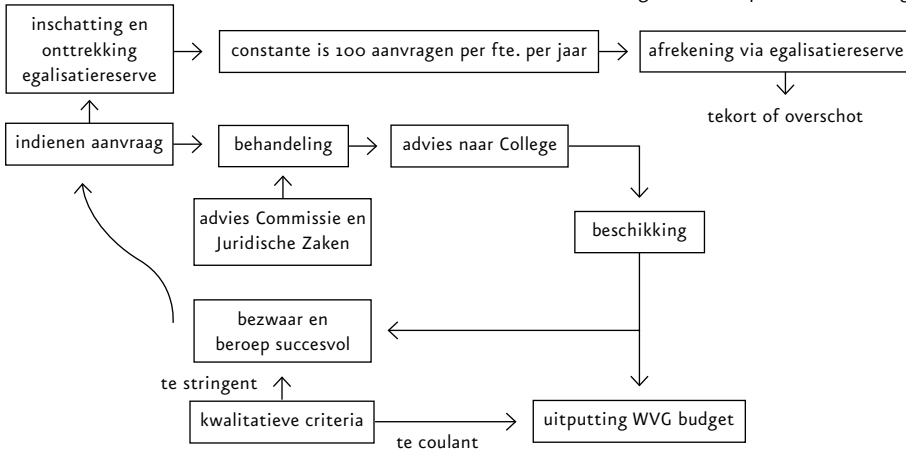 inschatting en
onttrekking
egalisatiereserve
constante is 100 aanvragen per fte. per jaar
afrekening via egalisatiereserve
tekort of overschot
indienen aanvraag
behandeling
advies naar College
advies Commissie en
Juridische Zaken
beschikking
bezwaar en
beroep succesvol
te stringent
kwalitatieve criteria
te coulant
uitputting WVG budget